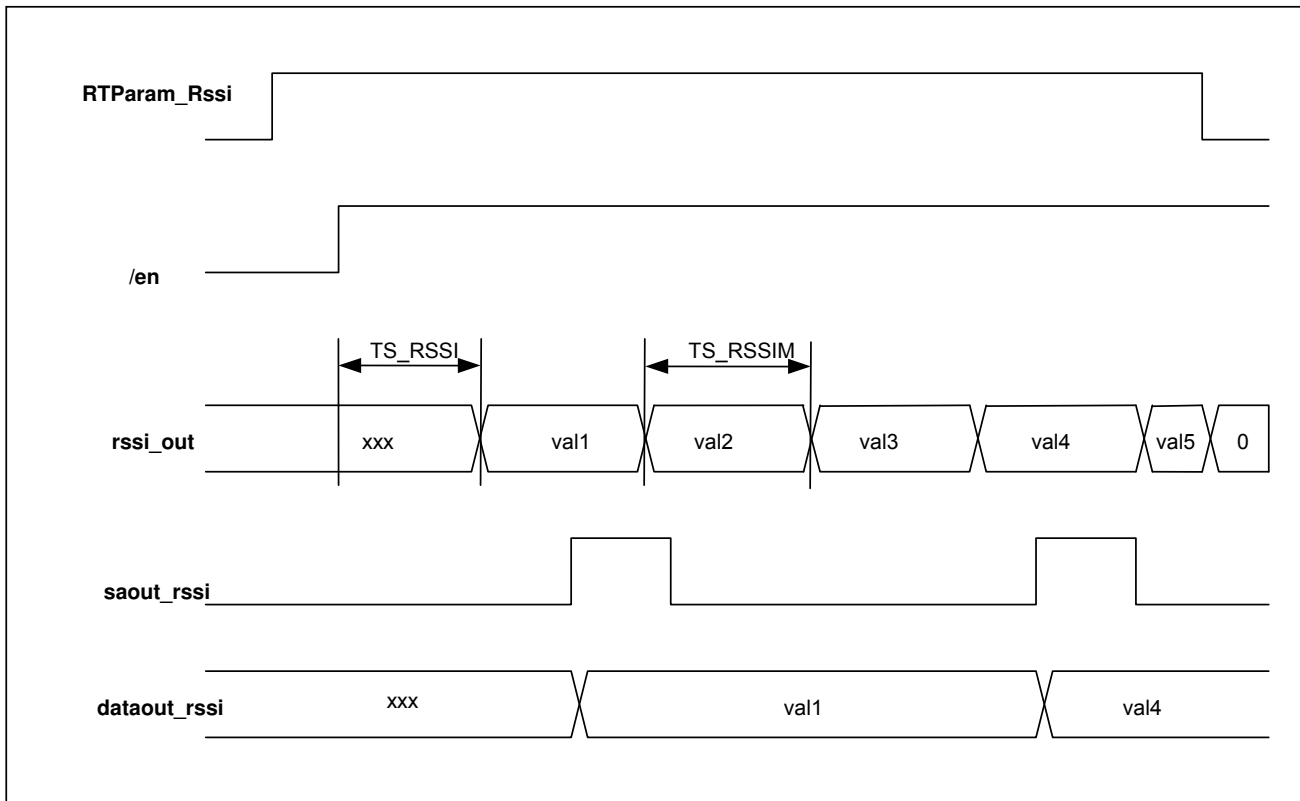 RTParam_Rssi
/en
TS_RSSI TS_RSSIM
rssi_out xxx val1 val2 val3 val4 val5 0
saout_rssi
dataout_rssi xxx val1 val4